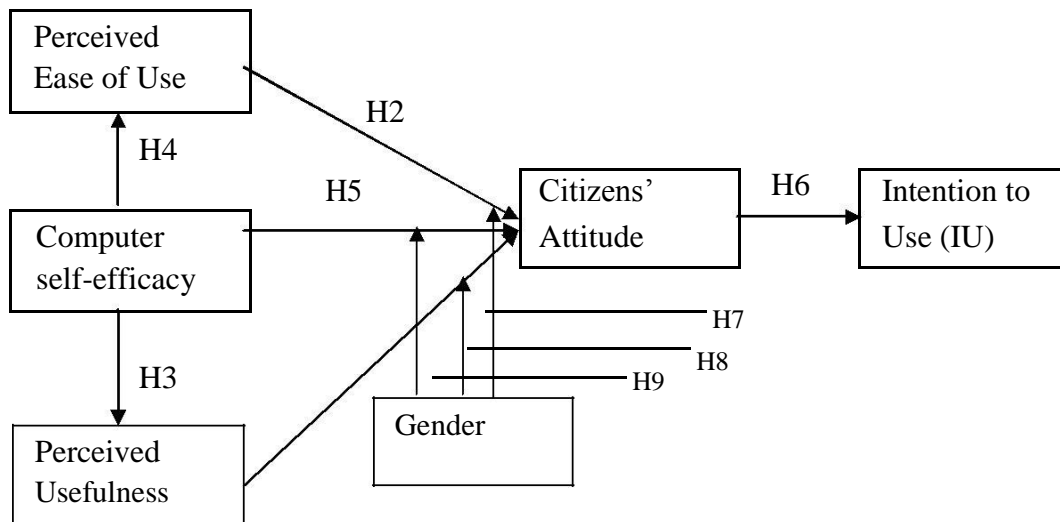 Perceived
Ease of Use
H2
H4
H5
Citizens’
Attitude
H6
Intention to
Use (IU)
Computer
self-efficacy
H7
H8
H3
H9
Gender
Perceived
Usefulness